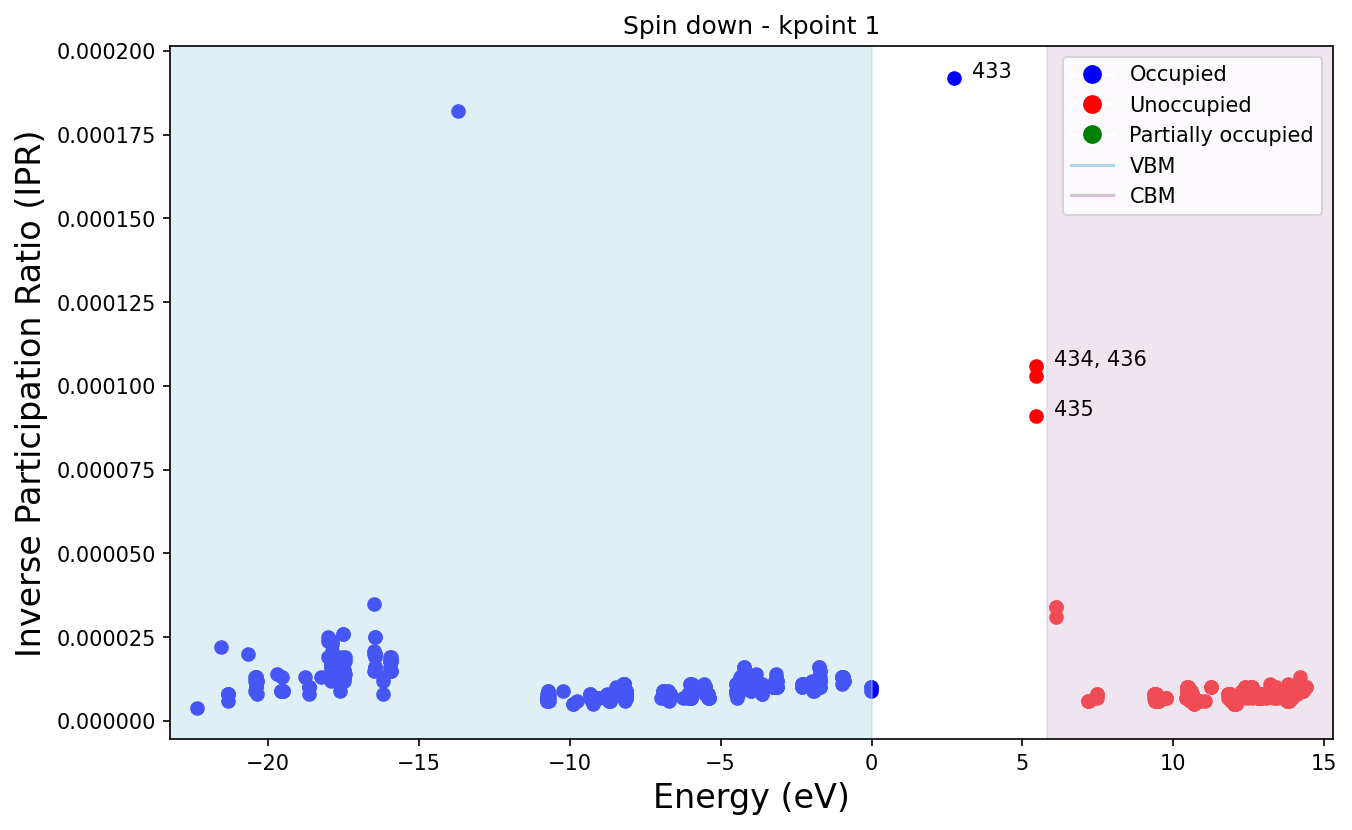 Spin down - kpoint 1
Inverse Participation Ratio (IPR)
0.000200
0.000175
0.000150
0.000125
0.000100
0.000075
0.000050
0.000025
0.000000
433
434, 436
435
Occupied
Unoccupied
Partially occupied
VBM
CBM
−20 −15 −10 −5 0 5 10 15
Energy (eV)